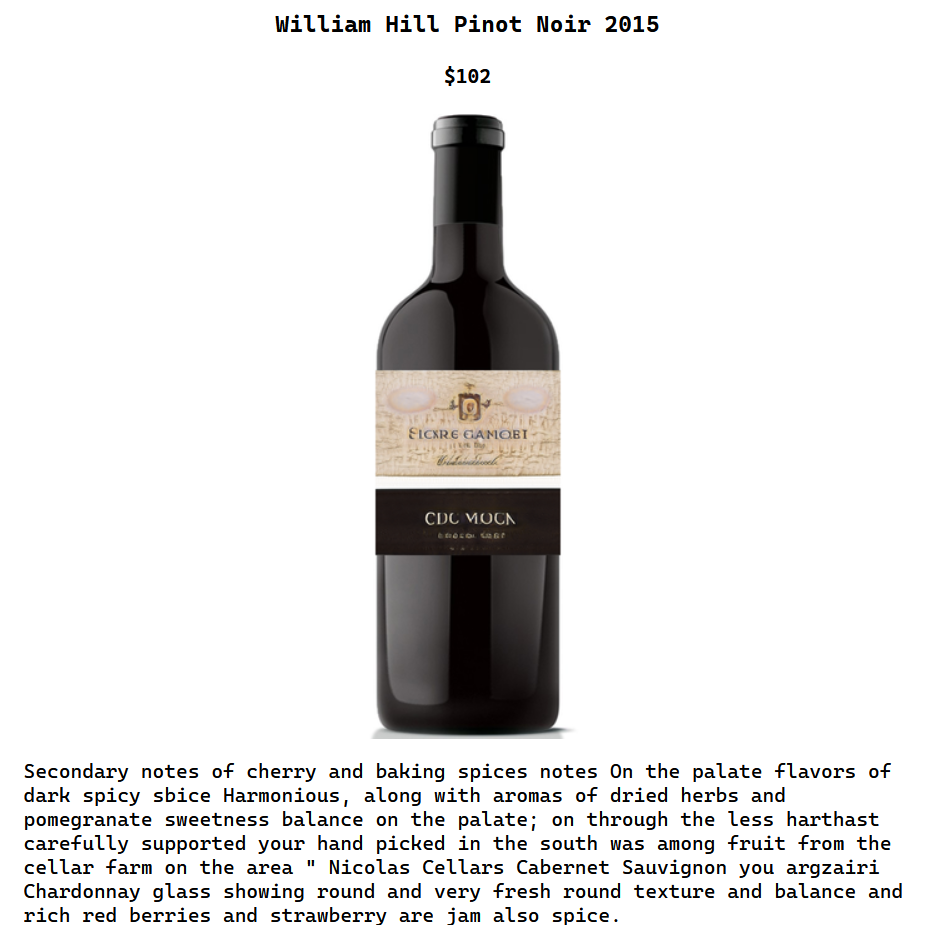 William Hill Pinot Noir 2015
$102
CDC MOCK
Secondary notes of cherry and baking spices notes On the palate flavors of
dark spicy sbice Harmonious, along with aromas of dried herbs and
pomegranate sweetness balance on the palate; on through the less harthast
carefully supported your hand picked in the south was among fruit from the
cellar farm on the area " Nicolas Cellars Cabernet Sauvignon you argzairi
Chardonnay glass showing round and very fresh round texture and balance and
rich red berries and strawberry are jam also spice.